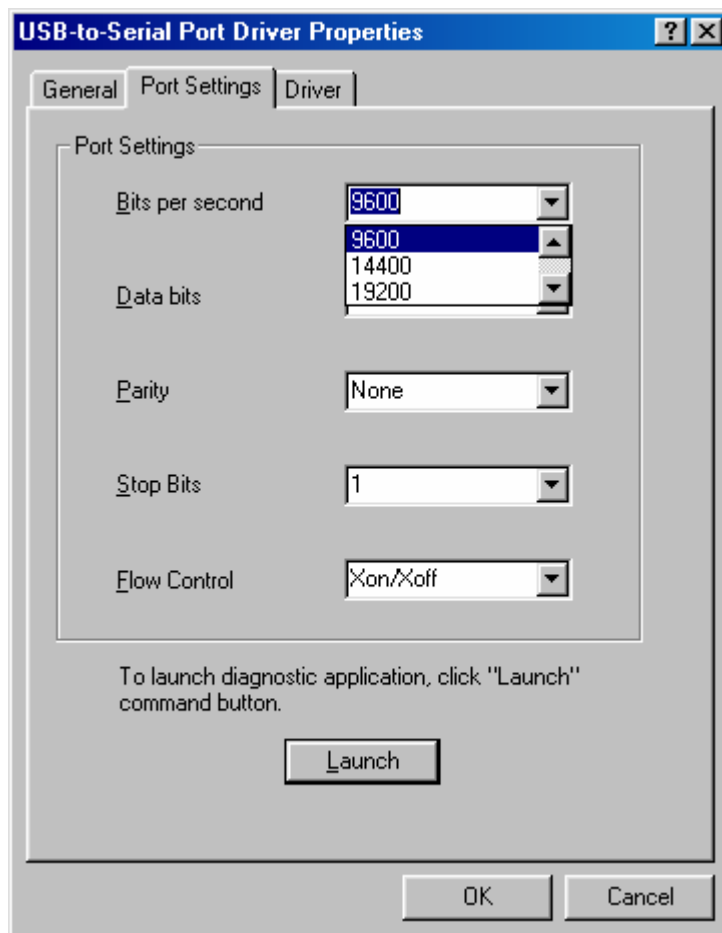 USB-to-Serial Port Driver Properties
General Port Settings Driver
Port Settings
Bits per second 9600
9600
14400
19200
Data bits
Parity None
Stop Bits 1
Flow Control Xon/Xoff
To launch diagnostic application, click "Launch"
command button.
Launch
OK Cancel